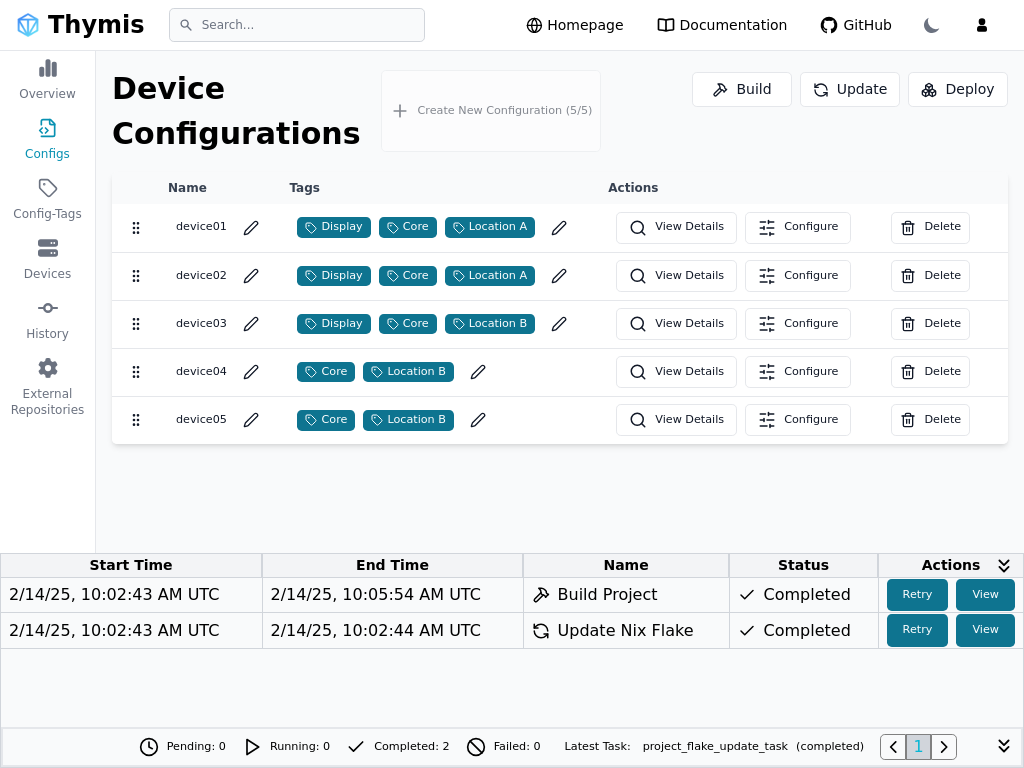 Thymis
Search...
Homepage
Documentation
GitHub
Overview
Configs
Config-Tags
Devices
History
External
Repositories
Device
Configurations
Create New Configuration (5/5)
Build
Update
Deploy
Name Tags Actions
device01 Display Core Location A View Details Configure Delete
device02 Display Core Location A View Details Configure Delete
device03 Display Core Location B View Details Configure Delete
device04 Core Location B View Details Configure Delete
device05 Core Location B View Details Configure Delete
Start Time End Time Name Status Actions
2/14/25, 10:02:43 AM UTC 2/14/25, 10:05:54 AM UTC Build Project Completed Retry View
2/14/25, 10:02:43 AM UTC 2/14/25, 10:02:44 AM UTC Update Nix Flake Completed Retry View
Pending: 0 Running: 0 Completed: 2 Failed: 0 Latest Task: project_flake_update_task (completed) 1